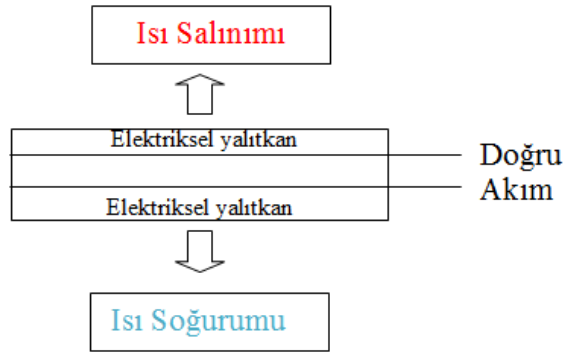 Isı Salınımı
Elektriksel yalıtkan
Doğru
Akım
Elektriksel yalıtkan
Isı Soğurumu